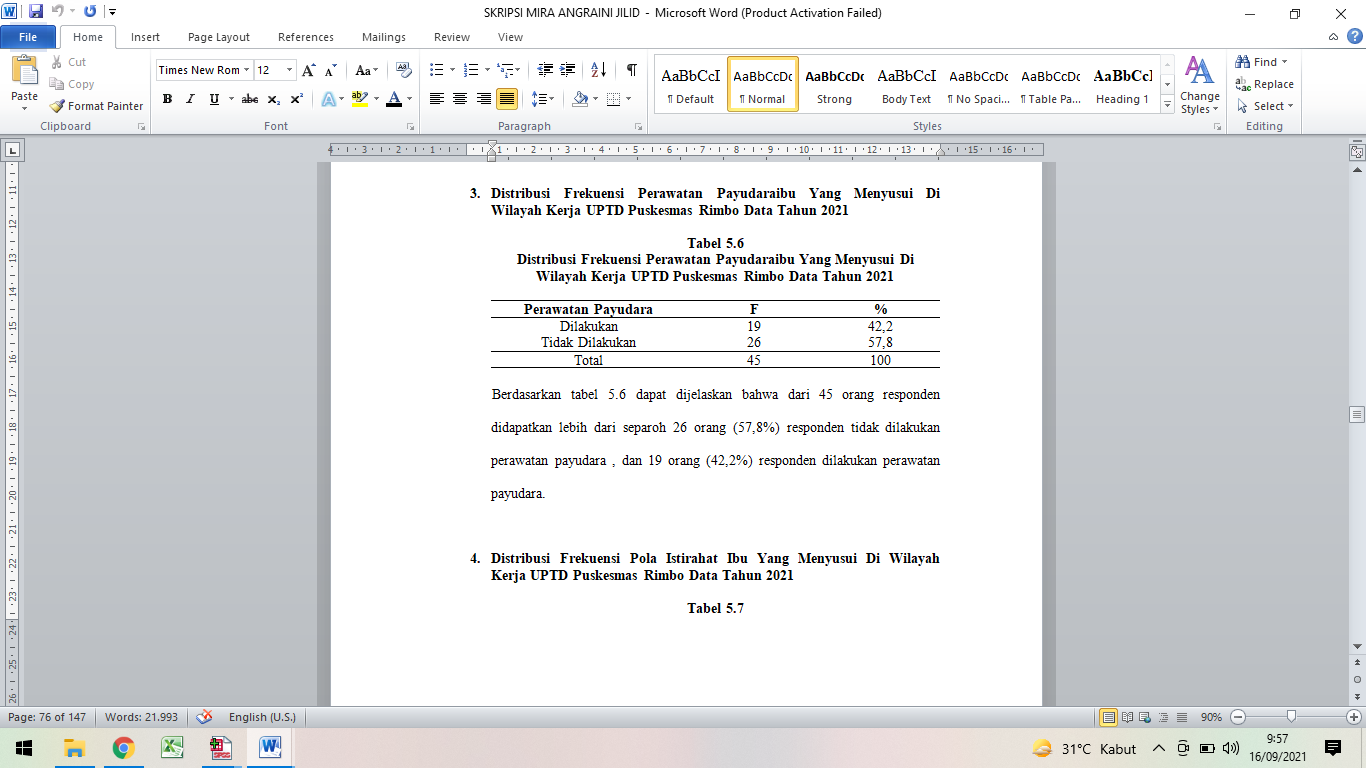 SKRIPSI MIRA ANGRAINI JILID - Microsoft Word (Product Activation Failed)
File Home Insert Page Layout References Mailings Review View
Paste
Cut
Copy
Format Painter
Clipboard
Times New Rom 12
Font
Paragraph
AaBbCcI AaBbCcDc AaBbCcDc AaBbCcI AaBbCcDc AaBbCcDc AaBbCcI
¶ Default ¶ Normal Strong Body Text ¶ No Spaci... ¶ Table Pa... Heading 1
Styles
Change Styles
Find
Replace
Select
Editing
3. Distribusi Frekuensi Perawatan Payudaraibu Yang Menyusui Di
Wilayah Kerja UPTD Puskesmas Rimbo Data Tahun 2021
Tabel 5.6
Distribusi Frekuensi Perawatan Payudaraibu Yang Menyusui Di
Wilayah Kerja UPTD Puskesmas Rimbo Data Tahun 2021
Perawatan Payudara F %
Dilakukan 19 42,2
Tidak Dilakukan 26 57,8
Total 45 100
Berdasarkan tabel 5.6 dapat dijelaskan bahwa dari 45 orang responden
didapatkan lebih dari separoh 26 orang (57,8%) responden tidak dilakukan
perawatan payudara , dan 19 orang (42,2%) responden dilakukan perawatan
payudara.
4. Distribusi Frekuensi Pola Istirahat Ibu Yang Menyusui Di Wilayah
Kerja UPTD Puskesmas Rimbo Data Tahun 2021
Tabel 5.7
Page: 76 of 147 Words: 21.993 English (U.S.) 90%
31°C Kabut 9:57
16/09/2021